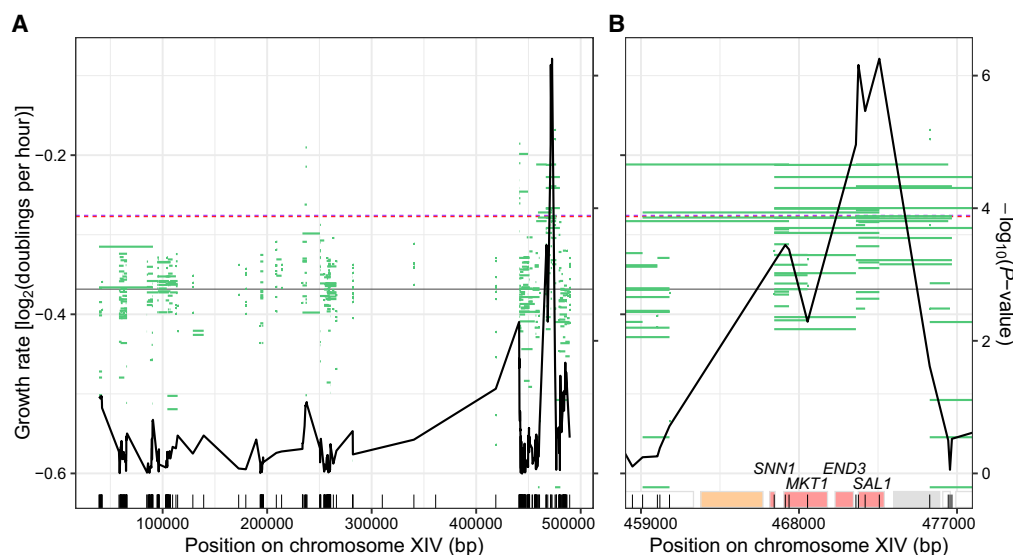 A
B
Growth rate [log2(doublings per hour)]
−0.2
−0.4
−0.6
100000 200000 300000 400000 500000
Position on chromosome XIV (bp)
6
4
2
0
−log10(P−value)
SNN1 END3
MKT1 SAL1
459000 468000 477000
Position on chromosome XIV (bp)